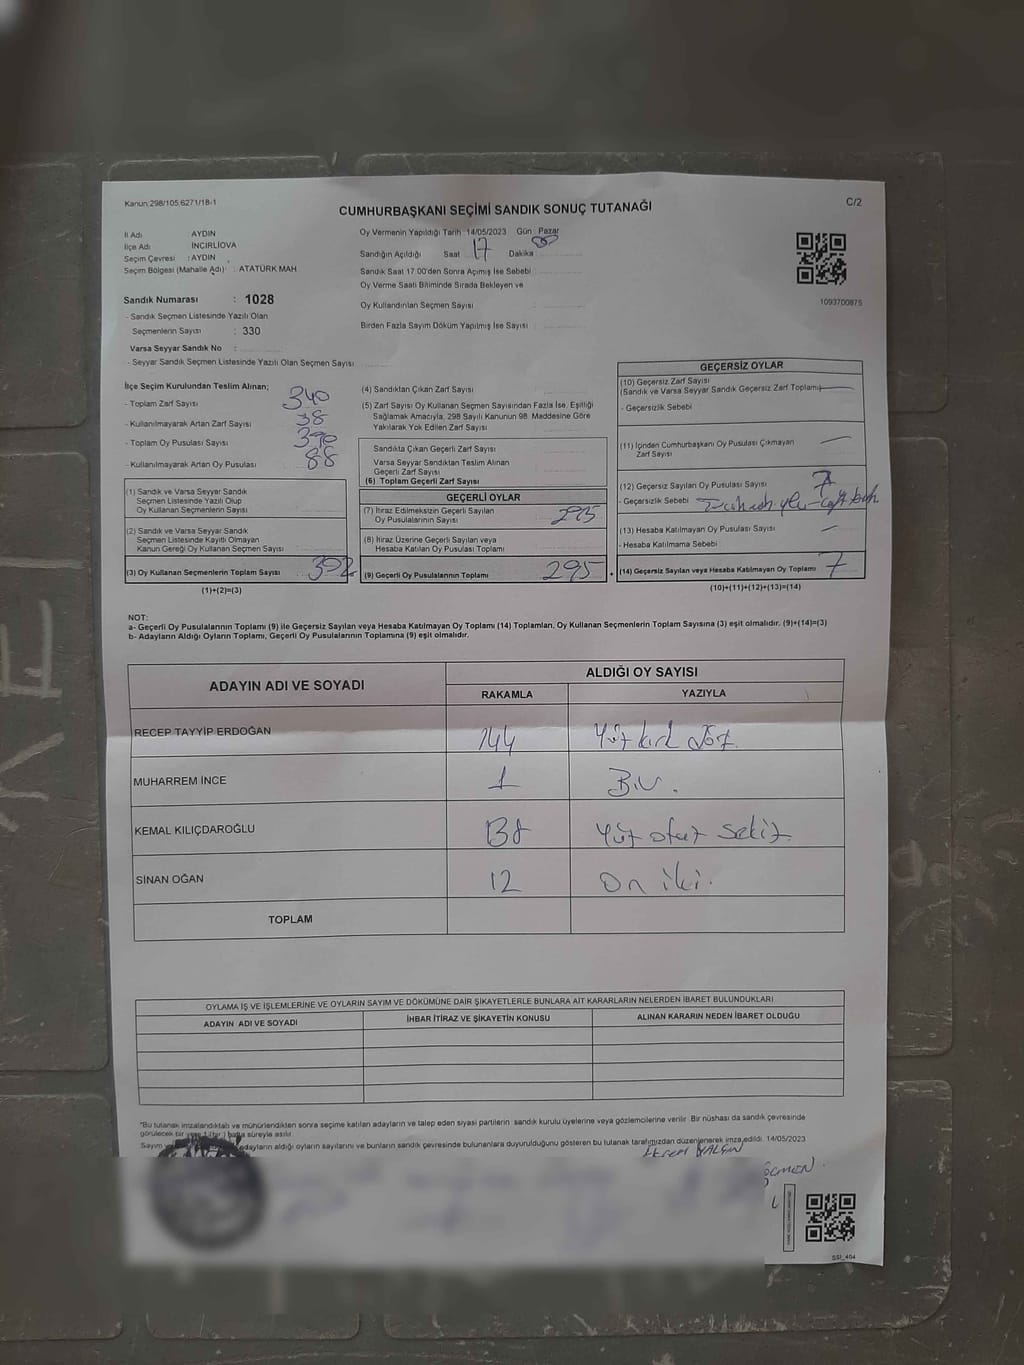 Kanun:298/105,6271/18-1
C/2
CUMHURBAŞKANI SEÇİMİ SANDIK SONUÇ TUTANAĞI
İl Adı : AYDIN
İlçe Adı : İNCİRLİOVA
Seçim Çevresi : AYDIN
Seçim Bölgesi (Mahalle Adı) : ATATÜRK MAH
Sandık Numarası : 1028
- Sandık Seçmen Listesinde Yazılı Olan
Seçmenlerin Sayısı : 330
Varsa Seyyar Sandık No :
- Seyyar Sandık Seçmen Listesinde Yazılı Olan Seçmen Sayısı
Oy Vermenin Yapıldığı Tarih :14/05/2023 Gün : Pazar
Sandığın Açıldığı Saat 17 Dakika 00
Sandık Saat 17.00'den Sonra Açımış İse Sebebi
Oy Verme Saati Bitiminde Sırada Bekleyen ve
Oy Kullandırılan Seçmen Sayısı :
Birden Fazla Sayım Döküm Yapılmış İse Sayısı :
1093700875
İlçe Seçim Kurulundan Teslim Alınan;
- Toplam Zarf Sayısı 340
- Kullanılmayarak Artan Zarf Sayısı 38
- Toplam Oy Pusulası Sayısı 390
- Kullanılmayarak Artan Oy Pusulası 88
(1) Sandık ve Varsa Seyyar Sandık
Seçmen Listesinde Yazılı Olup
Oy Kullanan Seçmenlerin Sayısı
(2) Sandık ve Varsa Seyyar Sandık
Seçmen Listesinde Kayıtlı Olmayan
Kanun Gereği Oy Kullanan Seçmen Sayısı
(3) Oy Kullanan Seçmenlerin Toplam Sayısı 302
(1)+(2)=(3)
(4) Sandıktan Çıkan Zarf Sayısı
(5) Zarf Sayısı Oy Kullanan Seçmen Sayısından Fazla İse, Eşitliği
Sağlamak Amacıyla, 298 Sayılı Kanunun 98. Maddesine Göre
Yakılarak Yok Edilen Zarf Sayısı
Sandıkta Çıkan Geçerli Zarf Sayısı
Varsa Seyyar Sandıktan Teslim Alınan
Geçerli Zarf Sayısı
(6) Toplam Geçerli Zarf Sayısı
GEÇERLİ OYLAR
(7) İtiraz Edilmeksizin Geçerli Sayılan
Oy Pusulalarının Sayısı 295
(8) İtiraz Üzerine Geçerli Sayılan veya
Hesaba Katılan Oy Pusulası Toplamı
(9) Geçerli Oy Pusulalarının Toplamı 295
GEÇERSİZ OYLAR
(10) Geçersiz Zarf Sayısı
(Sandık ve Varsa Seyyar Sandık Geçersiz Zarf Toplamı)
- Geçersizlik Sebebi
(11) İçinden Cumhurbaşkanı Oy Pusulası Çıkmayan
Zarf Sayısı
(12) Geçersiz Sayılan Oy Pusulası Sayısı 7
- Geçersizlik Sebebi
(13) Hesaba Katılmayan Oy Pusulası Sayısı
- Hesaba Katılmama Sebebi
+ (14) Geçersiz Sayılan veya Hesaba Katılmayan Oy Toplamı 7
(10)+(11)+(12)+(13)=(14)
NOT:
a- Geçerli Oy Pusulalarının Toplamı (9) ile Geçersiz Sayılan veya Hesaba Katılmayan Oy Toplamı (14) Toplamları, Oy Kullanan Seçmenlerin Toplam Sayısına (3) eşit olmalıdır. (9)+(14)=(3)
b- Adayların Aldığı Oyların Toplamı, Geçerli Oy Pusulalarının Toplamına (9) eşit olmalıdır.
ADAYIN ADI VE SOYADI
ALDIĞI OY SAYISI
RAKAMLA YAZIYLA
RECEP TAYYİP ERDOĞAN 144 Yüz kırk dört
MUHARREM İNCE 1 Bir.
KEMAL KILIÇDAROĞLU 138 Yüz otuz sekiz
SİNAN OĞAN 12 On iki.
TOPLAM
OYLAMA İŞ VE İŞLEMLERİNE VE OYLARIN SAYIM VE DÖKÜMÜNE DAİR ŞİKAYETLERLE BUNLARA AİT KARARLARIN NELERDEN İBARET BULUNDUKLARI
ADAYIN ADI VE SOYADI İHBAR İTİRAZ VE ŞİKAYETİN KONUSU ALINAN KARARIN NEDEN İBARET OLDUĞU
"Bu tutanak imzalandıktan ve mühürlendikten sonra seçime katılan adayların ve talep eden siyasi partilerin sandık kurulu üyelerine veya gözlemcilerine verilir. Bir nüshası da sandık çevresinde
görülecek bir yere 1 (bir) hafta süreyle asılır.
Sayım adayların aldığı oyların sayılarını ve bunların sandık çevresinde bulunanlara duyurulduğunu gösteren bu tutanak tarafımızdan düzenlenerek imza edildi. 14/05/2023
SSI_404